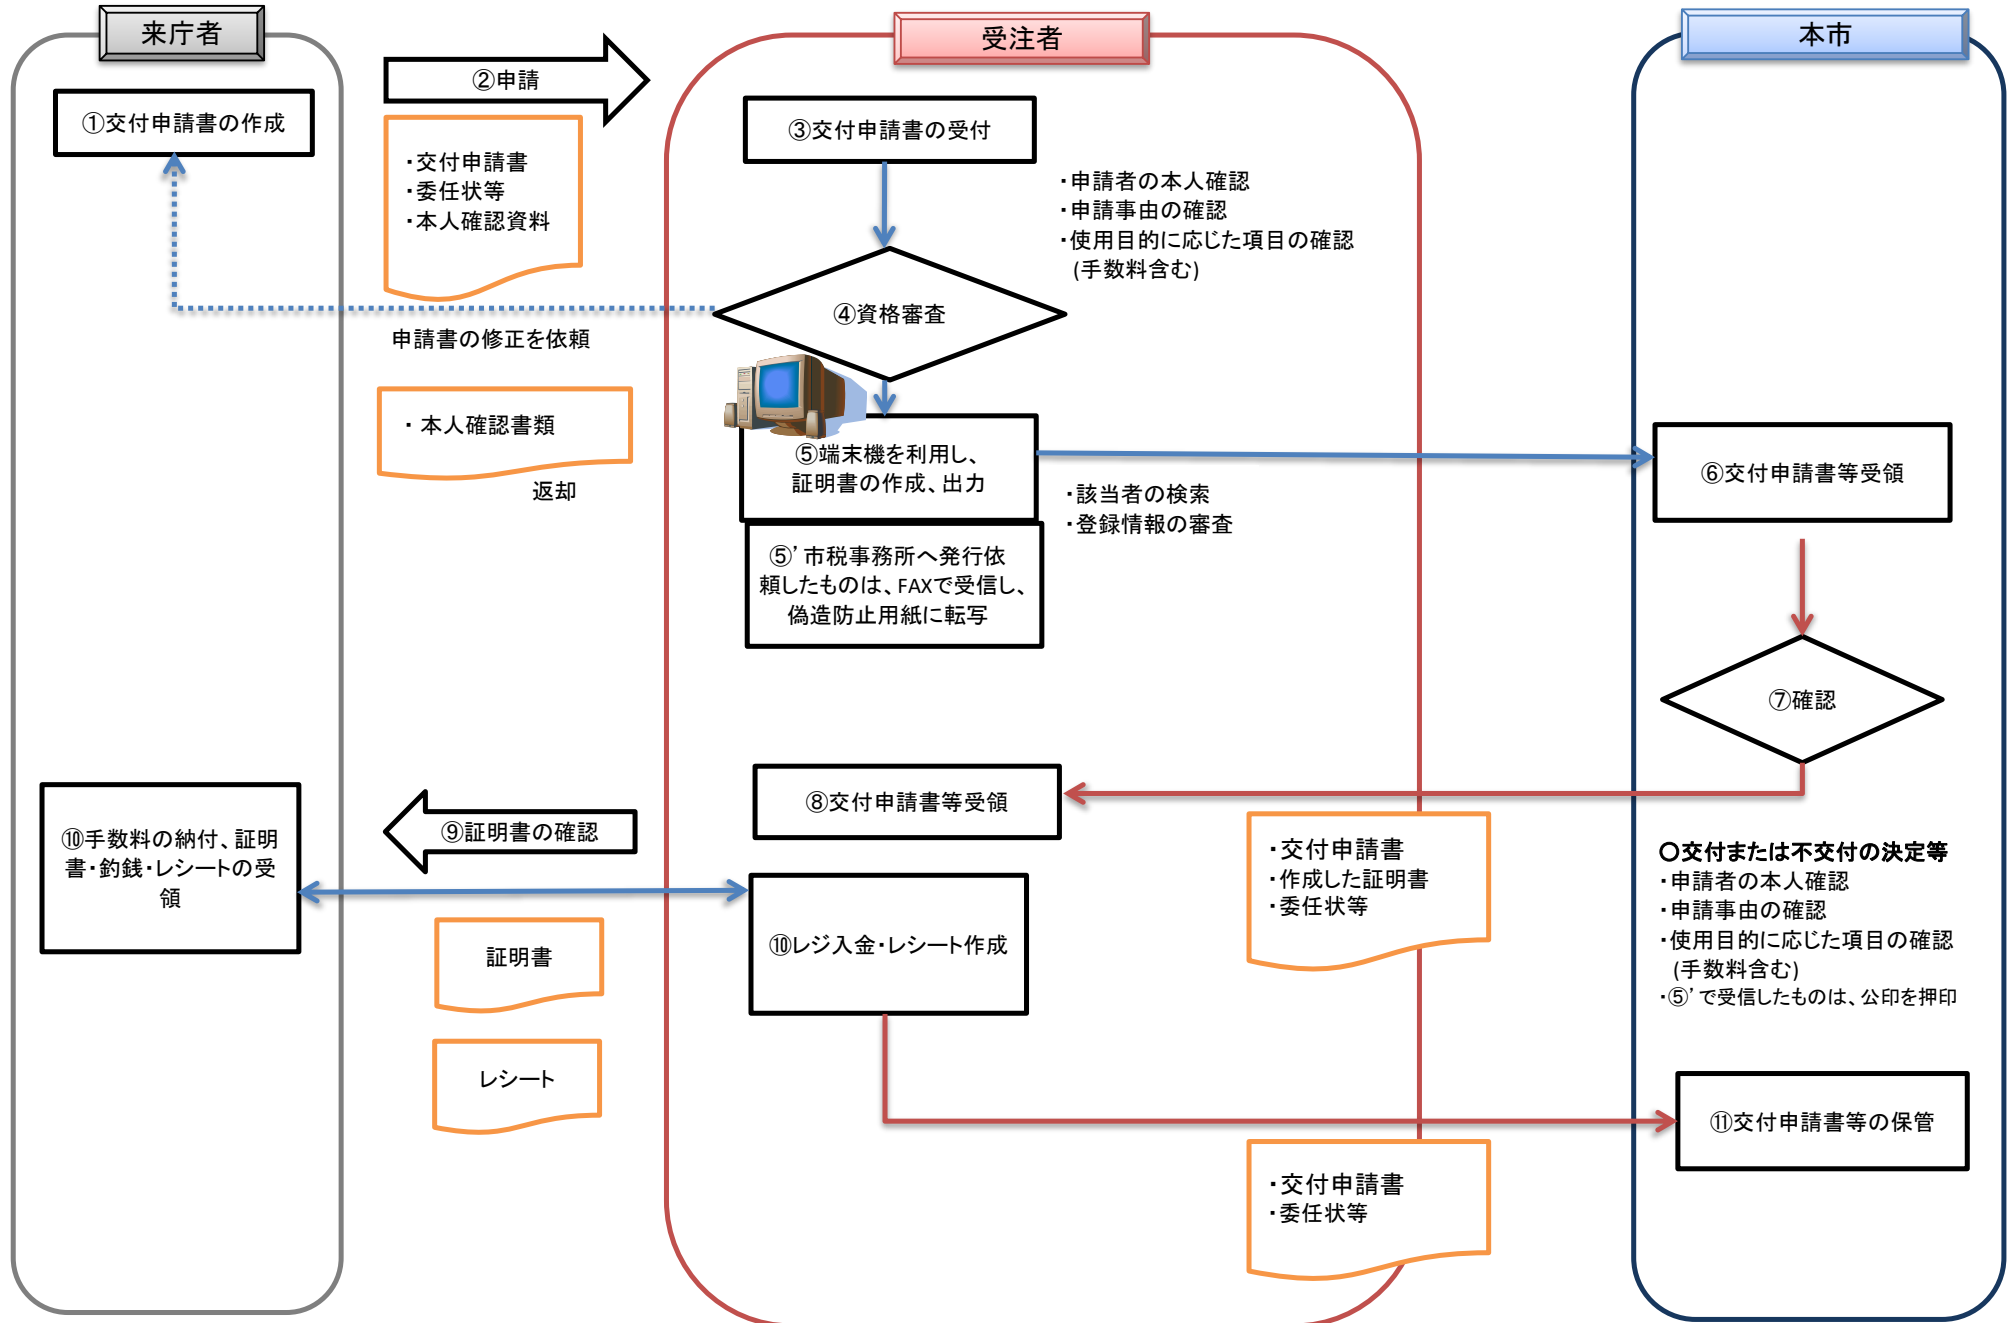 来庁者
受注者
本市
①交付申請書の作成
②申請
・交付申請書
・委任状等
・本人確認資料
③交付申請書の受付
・申請者の本人確認
・申請事由の確認
・使用目的に応じた項目の確認
(手数料含む)
④資格審査
申請書の修正を依頼
・ 本人確認書類
返却
⑤端末機を利用し、
証明書の作成、出力
・該当者の検索
・登録情報の審査
⑤’市税事務所へ発行依
頼したものは、FAXで受信し、
偽造防止用紙に転写
⑥交付申請書等受領
⑦確認
⑧交付申請書等受領
・交付申請書
・作成した証明書
・委任状等
〇交付または不交付の決定等
・申請者の本人確認
・申請事由の確認
・使用目的に応じた項目の確認
(手数料含む)
・⑤’で受信したものは、公印を押印
⑨証明書の確認
⑩手数料の納付、証明
書・釣銭・レシートの受
領
⑩レジ入金・レシート作成
証明書
レシート
⑪交付申請書等の保管
・交付申請書
・委任状等